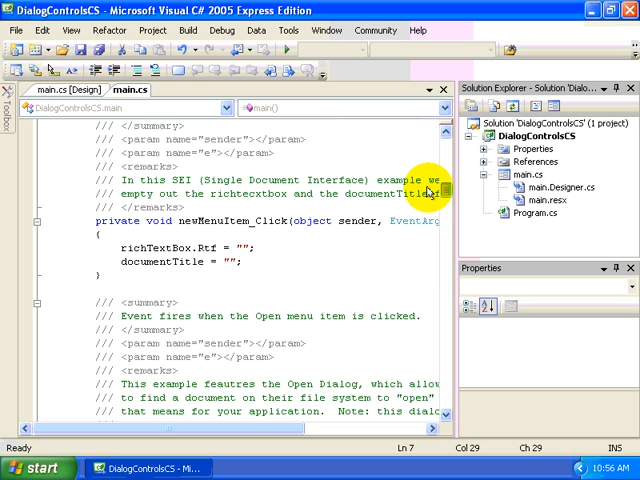 DialogControlsCS - Microsoft Visual C# 2005 Express Edition
File Edit View Refactor Project Build Debug Data Tools Window Community Help
main.cs [Design] main.cs
Toolbox
DialogControlsCS.main main()
/// </summary>
/// <param name="sender"></param>
/// <param name="e"></param>
/// <remarks>
/// In this SEI (Single Document Interface) example we
/// empty out the richtecxtbox and the documentTitle f
/// </remarks>
private void newMenuItem_Click(object sender, EventArg
{
richTextBox.Rtf = "";
documentTitle = "";
}
/// <summary>
/// Event fires when the Open menu item is clicked.
/// </summary>
/// <param name="sender"></param>
/// <param name="e"></param>
/// <remarks>
/// This example feautres the Open Dialog, which allow
/// to find a document on their file system to "open"
/// that means for your application. Note: this dialo
Solution Explorer - Solution 'Dialo...
Solution 'DialogControlsCS' (1 project)
DialogControlsCS
Properties
References
main.cs
main.Designer.cs
main.resx
Program.cs
Properties
Ready Ln 7 Col 29 Ch 29 INS
start DialogControlsCS - Mi... 10:56 AM